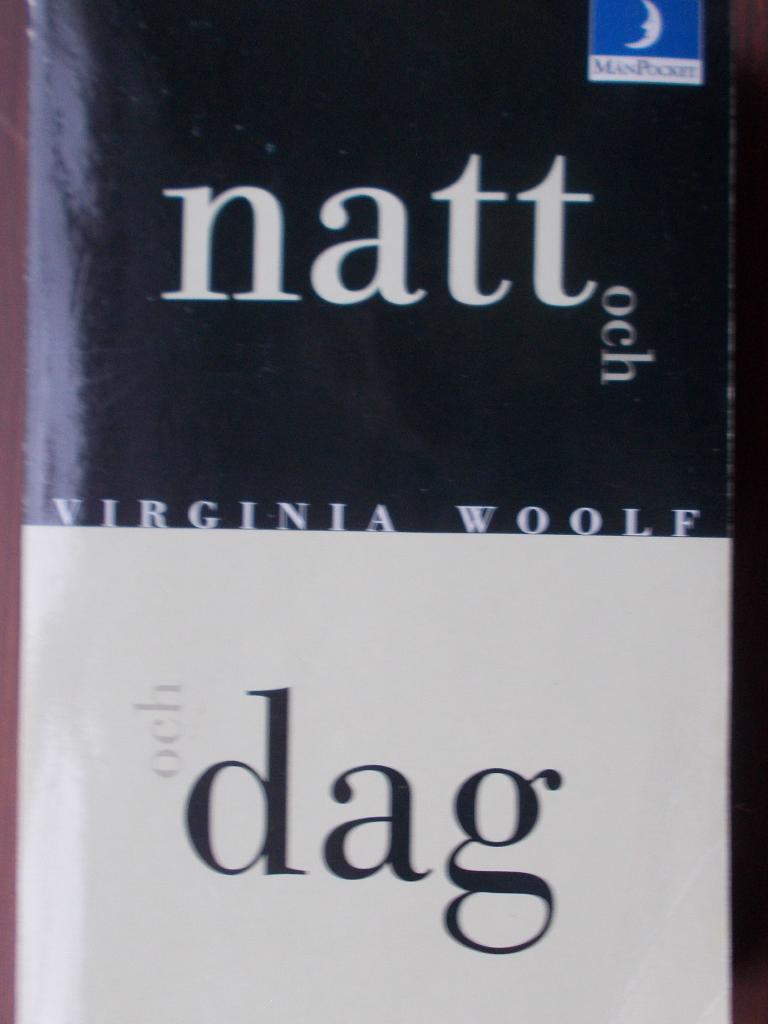 MånPocket
natt
och
VIRGINIA WOOLF
och
dag